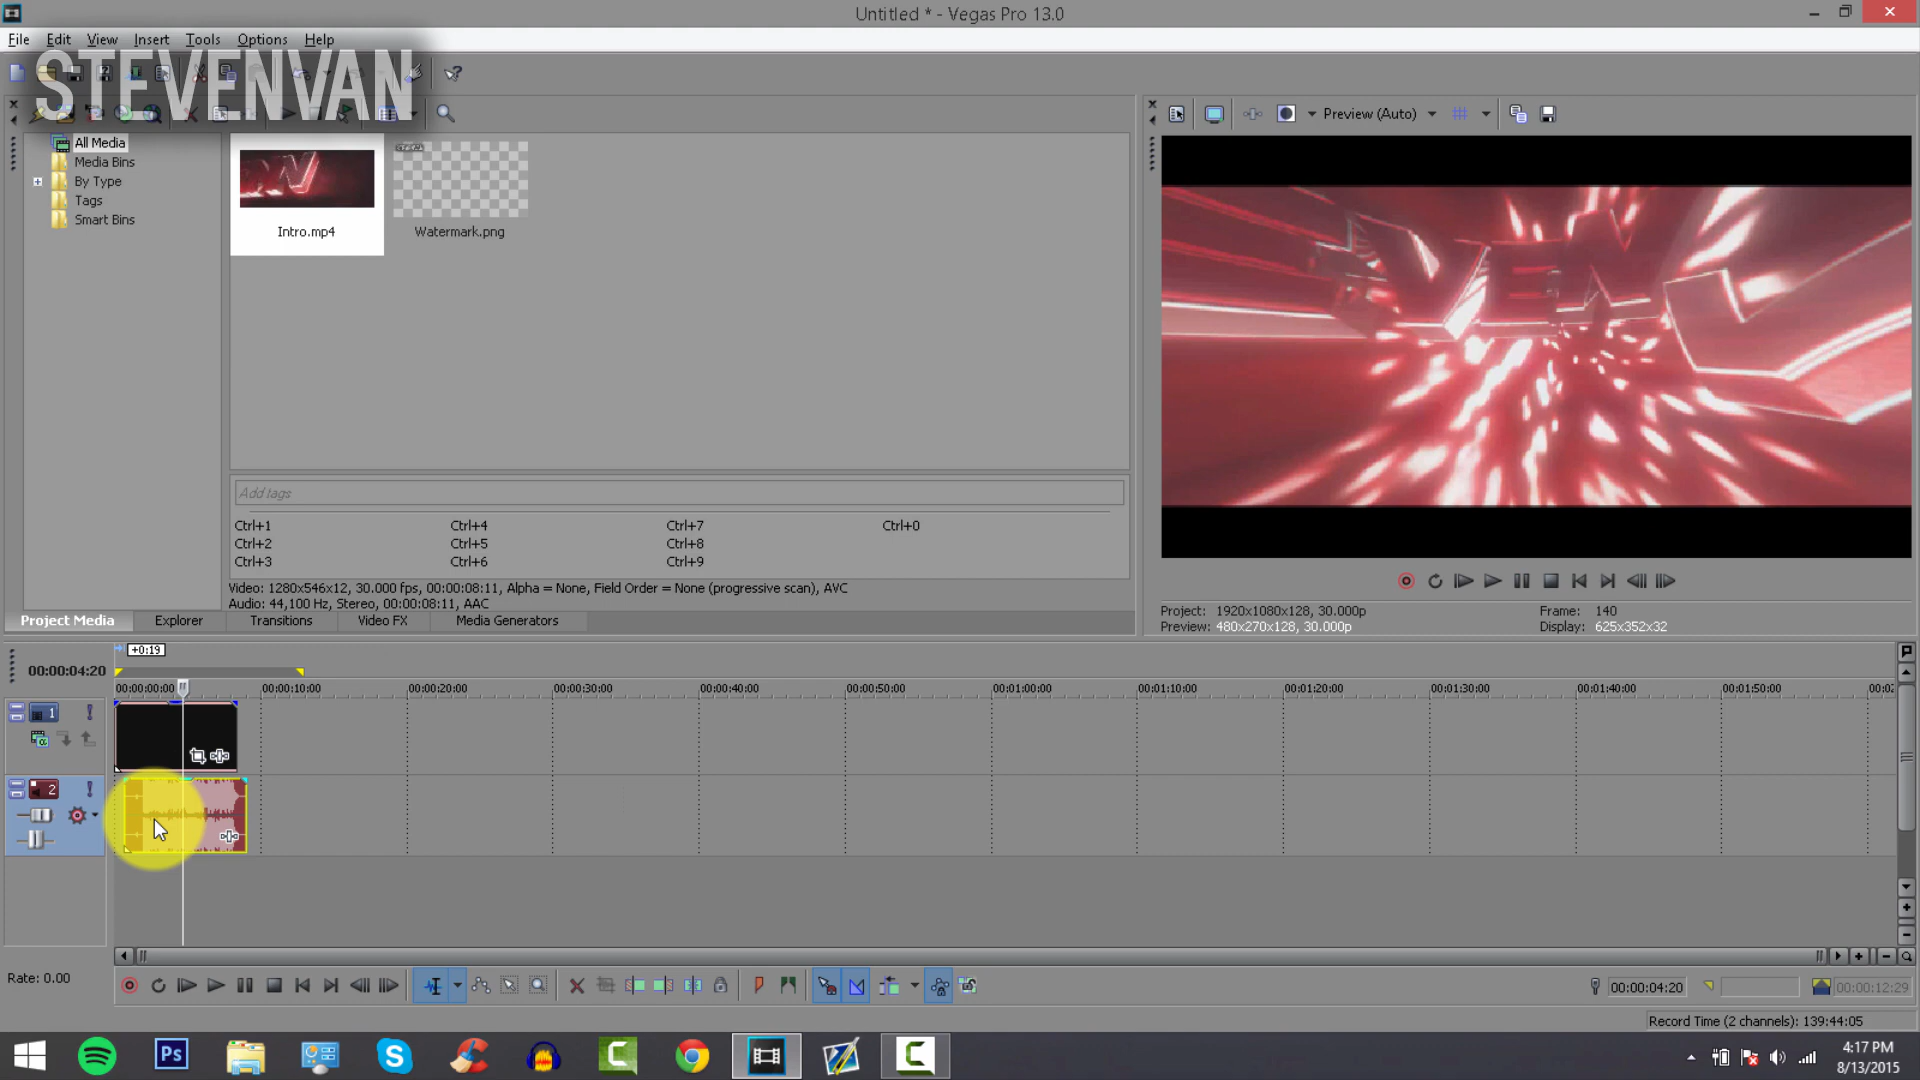 Untitled * - Vegas Pro 13.0
File Edit View Insert Tools Options Help
STEVENVAN
Preview (Auto)
All Media
Media Bins
By Type
Tags
Smart Bins
Intro.mp4
Watermark.png
Add tags
Ctrl+1 Ctrl+4 Ctrl+7 Ctrl+0
Ctrl+2 Ctrl+5 Ctrl+8
Ctrl+3 Ctrl+6 Ctrl+9
Video: 1280x546x12, 30.000 fps, 00:00:08:11, Alpha = None, Field Order = None (progressive scan), AVC
Audio: 44,100 Hz, Stereo, 00:00:08:11, AAC
Project Media Explorer Transitions Video FX Media Generators
Project: 1920x1080x128, 30.000p Frame: 140
Preview: 480x270x128, 30.000p Display: 625x352x32
+0:19
00:00:04:20
00:00:00:00 00:00:10:00 00:00:20:00 00:00:30:00 00:00:40:00 00:00:50:00 00:01:00:00 00:01:10:00 00:01:20:00 00:01:30:00 00:01:40:00 00:01:50:00
1
2
Rate: 0.00
00:00:04:20 00:00:12:29
Record Time (2 channels): 139:44:05
Ps
4:17 PM
8/13/2015